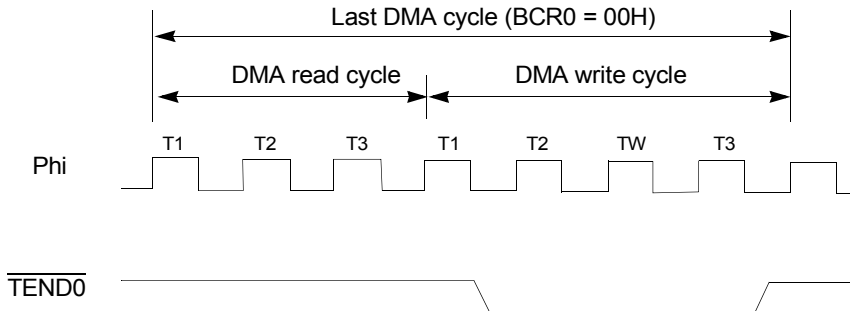 Last DMA cycle (BCR0 = 00H)
DMA read cycle DMA write cycle
T1 T2 T3 T1 T2 TW T3
Phi
TEND0